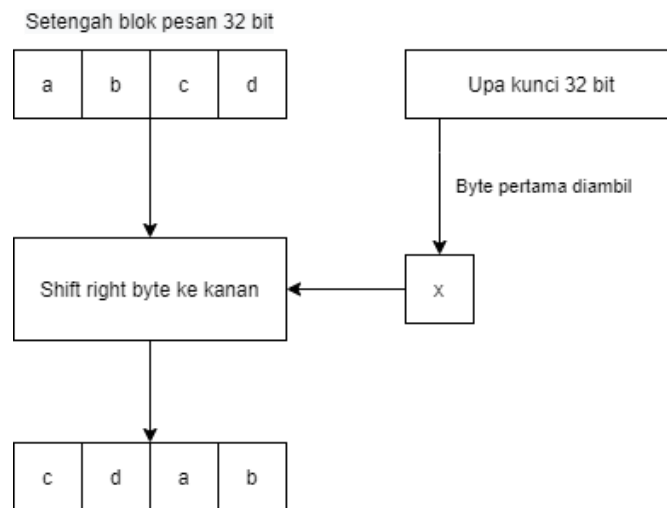 Setengah blok pesan 32 bit
a b c d
Upa kunci 32 bit
Byte pertama diambil
Shift right byte ke kanan
x
c d a b